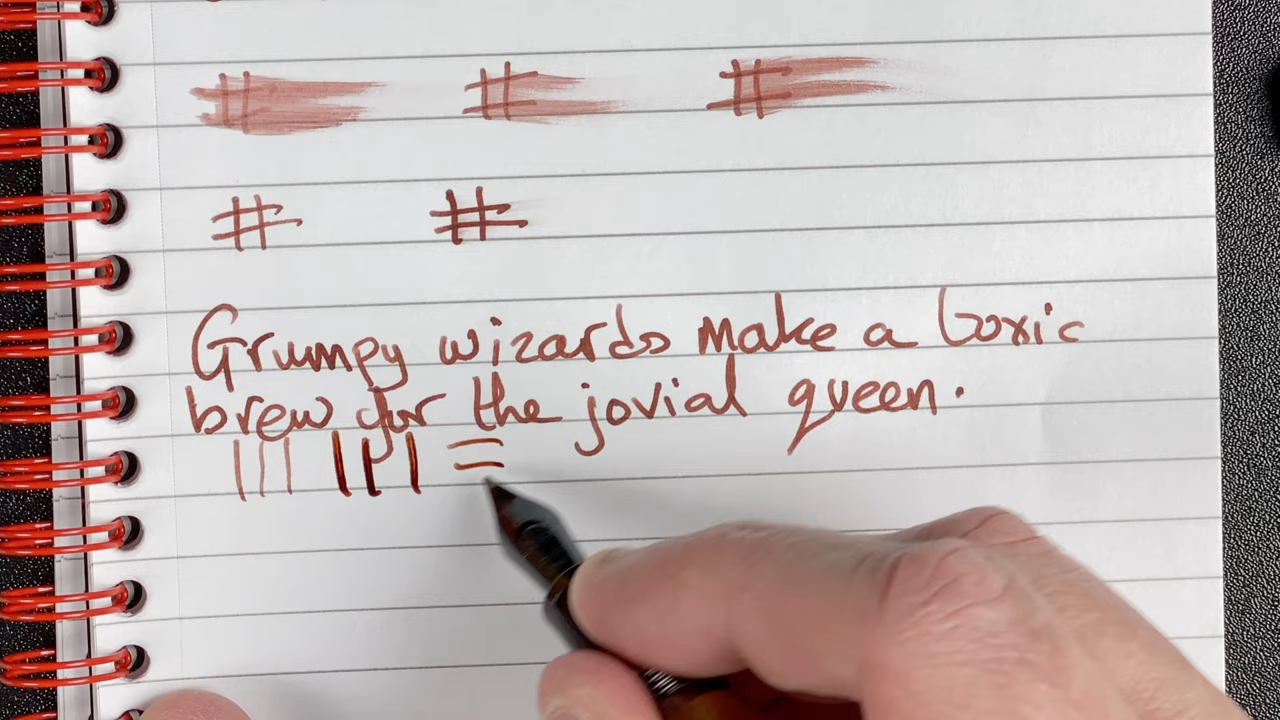 #  #  #
#  #
Grumpy wizards make a toxic
brew for the jovial queen.